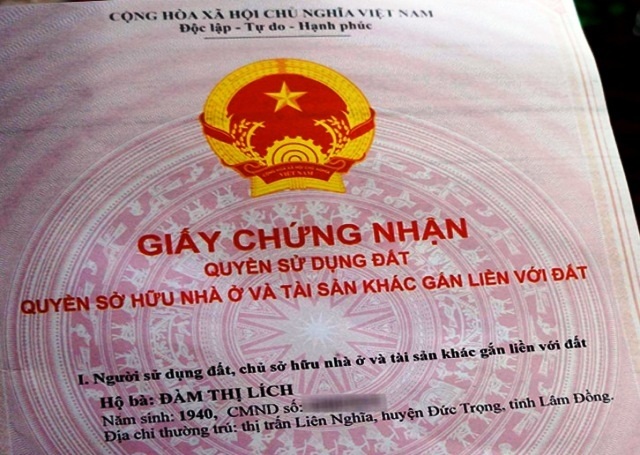 CỘNG HÒA XÃ HỘI CHỦ NGHĨA VIỆT NAM
Độc lập - Tự do - Hạnh phúc
VIỆT NAM
GIẤY CHỨNG NHẬN
QUYỀN SỬ DỤNG ĐẤT
QUYỀN SỞ HỮU NHÀ Ở VÀ TÀI SẢN KHÁC GẮN LIỀN VỚI ĐẤT
I. Người sử dụng đất, chủ sở hữu nhà ở và tài sản khác gắn liền với đất
Hộ bà: ĐÀM THỊ LÍCH
Năm sinh: 1940, CMND số:
Địa chỉ thường trú: thị trấn Liên Nghĩa, huyện Đức Trọng, tỉnh Lâm Đồng.